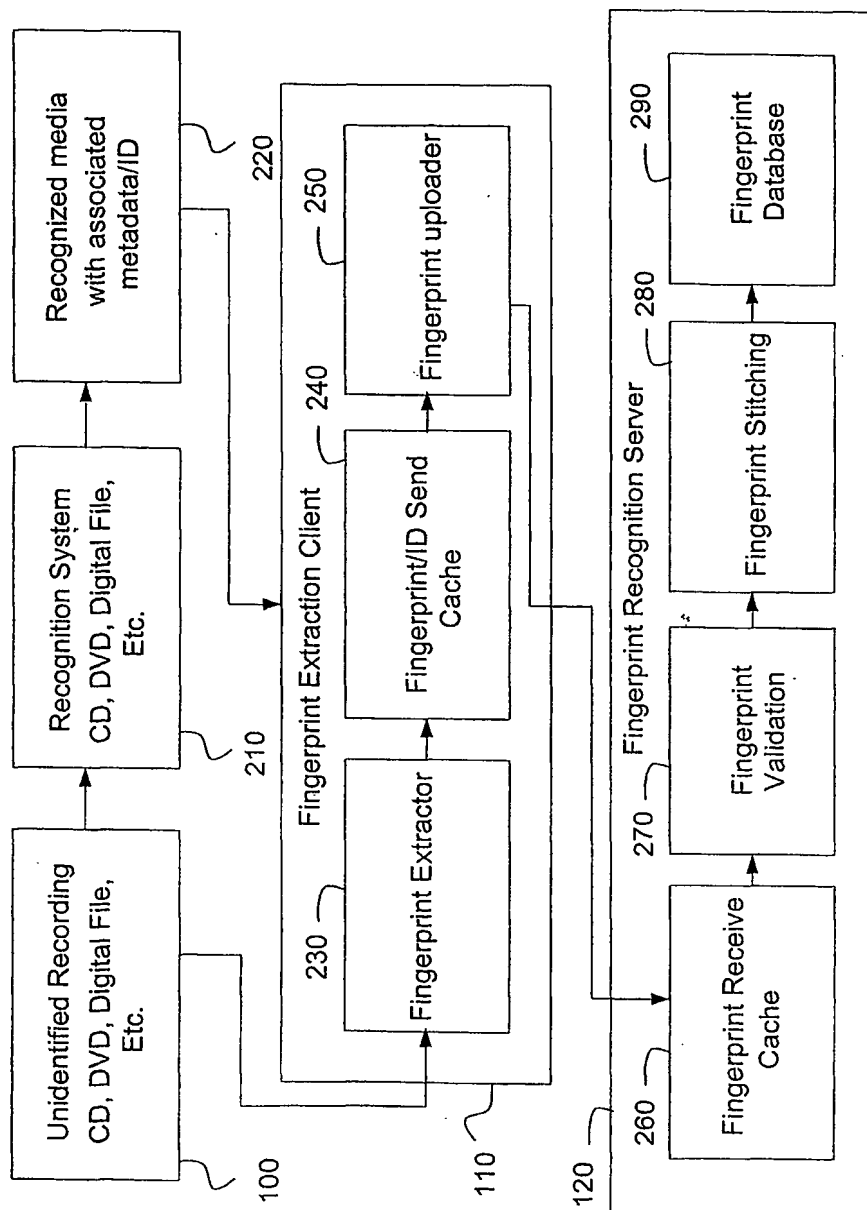 Unidentified Recording
CD, DVD, Digital File,
Etc.
100
Recognition System
CD, DVD, Digital File,
Etc.
210
Recognized media
with associated
metadata/ID
220
Fingerprint Extraction Client
110
230
Fingerprint Extractor
240
Fingerprint/ID Send
Cache
250
Fingerprint uploader
Fingerprint Recognition Server
120
260
Fingerprint Receive
Cache
270
Fingerprint
Validation
280
Fingerprint Stitching
290
Fingerprint
Database